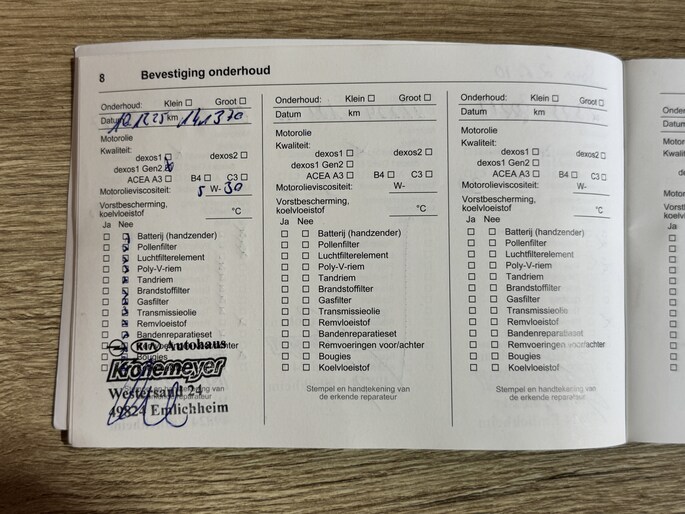 8 Bevestiging onderhoud
Onderhoud: Klein ☐ Groot ☐
Datum km
Motorolie
Kwaliteit:
dexos1 ☐ dexos2 ☐
dexos1 Gen2
ACEA A3 ☐ B4 ☐ C3 ☐
Motorolieviscositeit: 5 W- 30
Vorstbescherming,
koelvloeistof °C
Ja Nee
Batterij (handzender)
Pollenfilter
Luchtfilterelement
Poly-V-riem
Tandriem
Brandstoffilter
Gasfilter
Transmissieolie
Remvloeistof
Bandenreparatieset
KIA Autohaus
Bougies
Kronemeyer
Westersand 24
49824 Emlichheim
Onderhoud: Klein ☐ Groot ☐
Datum km
Motorolie
Kwaliteit:
dexos1 ☐ dexos2 ☐
dexos1 Gen2 ☐
ACEA A3 ☐ B4 ☐ C3 ☐
Motorolieviscositeit: W-
Vorstbescherming,
koelvloeistof °C
Ja Nee
☐ ☐ Batterij (handzender)
☐ ☐ Pollenfilter
☐ ☐ Luchtfilterelement
☐ ☐ Poly-V-riem
☐ ☐ Tandriem
☐ ☐ Brandstoffilter
☐ ☐ Gasfilter
☐ ☐ Transmissieolie
☐ ☐ Remvloeistof
☐ ☐ Bandenreparatieset
☐ ☐ Remvoeringen voor/achter
☐ ☐ Bougies
☐ ☐ Koelvloeistof
Stempel en handtekening van
de erkende reparateur
Onderhoud: Klein ☐ Groot ☐
Datum km
Motorolie
Kwaliteit:
dexos1 ☐ dexos2 ☐
dexos1 Gen2 ☐
ACEA A3 ☐ B4 ☐ C3 ☐
Motorolieviscositeit: W-
Vorstbescherming,
koelvloeistof °C
Ja Nee
☐ ☐ Batterij (handzender)
☐ ☐ Pollenfilter
☐ ☐ Luchtfilterelement
☐ ☐ Poly-V-riem
☐ ☐ Tandriem
☐ ☐ Brandstoffilter
☐ ☐ Gasfilter
☐ ☐ Transmissieolie
☐ ☐ Remvloeistof
☐ ☐ Bandenreparatieset
☐ ☐ Remvoeringen voor/achter
☐ ☐ Bougies
☐ ☐ Koelvloeistof
Stempel en handtekening van
de erkende reparateur